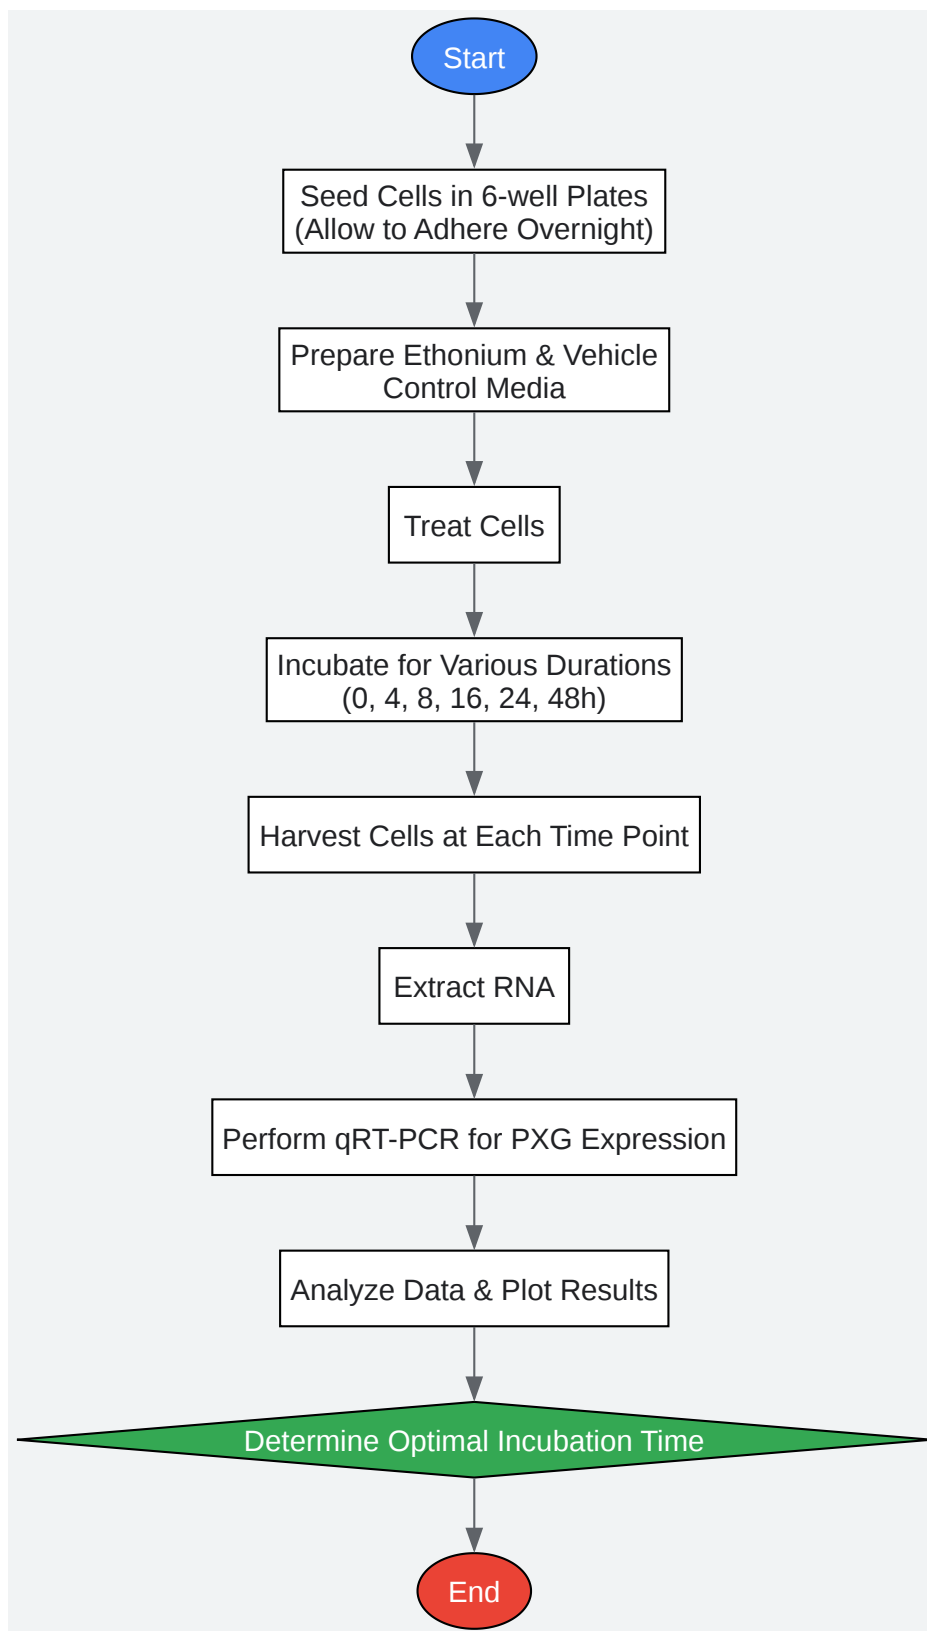 Start
Seed Cells in 6-well Plates
(Allow to Adhere Overnight)
Prepare Ethonium & Vehicle
Control Media
Treat Cells
Incubate for Various Durations
(0, 4, 8, 16, 24, 48h)
Harvest Cells at Each Time Point
Extract RNA
Perform qRT-PCR for PXG Expression
Analyze Data & Plot Results
Determine Optimal Incubation Time
End